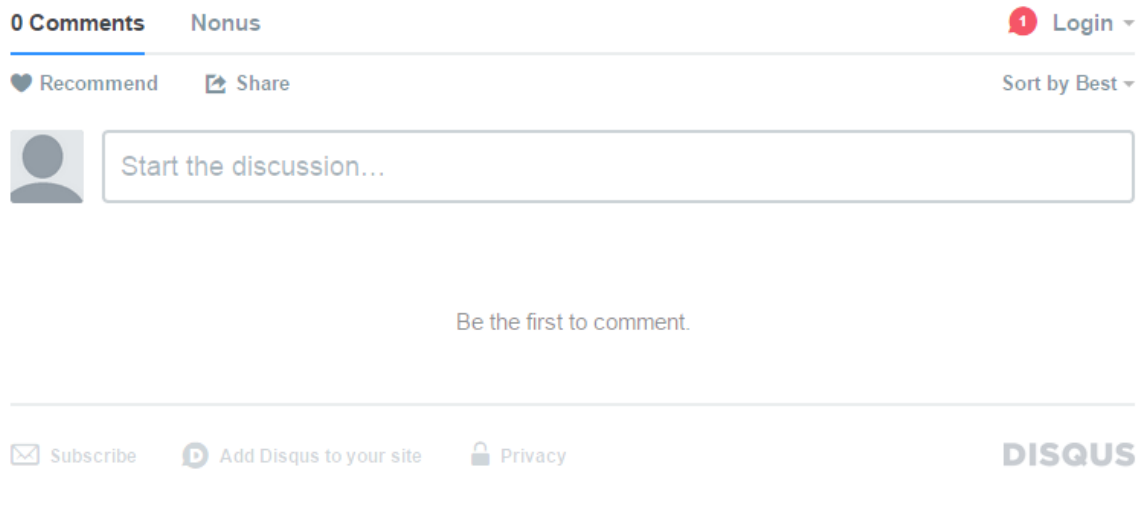 0 Comments Nonus 1 Login
Recommend Share Sort by Best
Start the discussion...
Be the first to comment.
Subscribe D Add Disqus to your site Privacy DISQUS